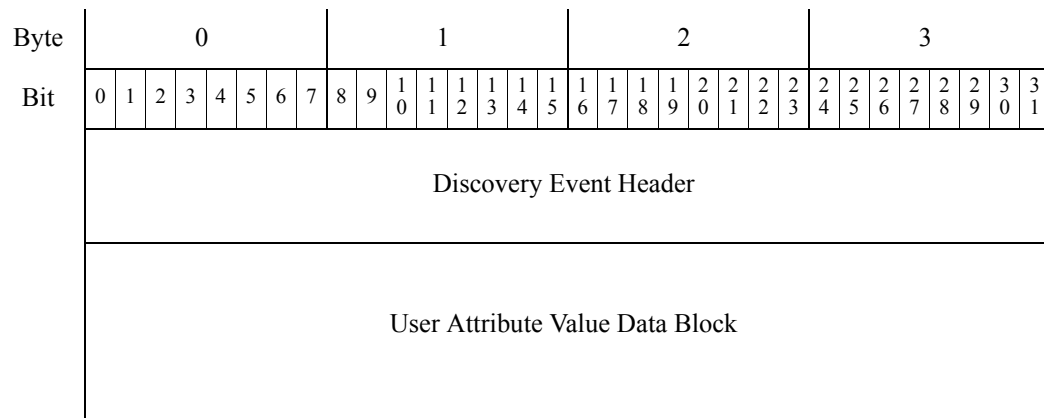 Byte 0 1 2 3
Bit 0 1 2 3 4 5 6 7 8 9 10 11 12 13 14 15 16 17 18 19 20 21 22 23 24 25 26 27 28 29 30 31
Discovery Event Header
User Attribute Value Data Block